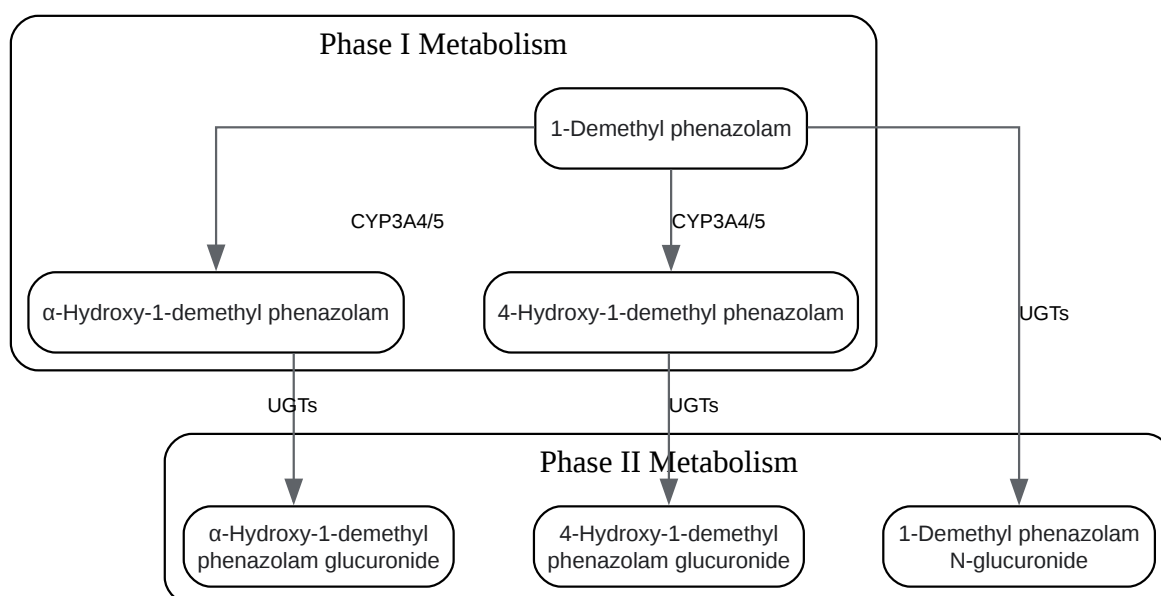 Phase I Metabolism
1-Demethyl phenazolam
CYP3A4/5
CYP3A4/5
α-Hydroxy-1-demethyl phenazolam
4-Hydroxy-1-demethyl phenazolam
UGTs
UGTs
UGTs
Phase II Metabolism
α-Hydroxy-1-demethyl
phenazolam glucuronide
4-Hydroxy-1-demethyl
phenazolam glucuronide
1-Demethyl phenazolam
N-glucuronide